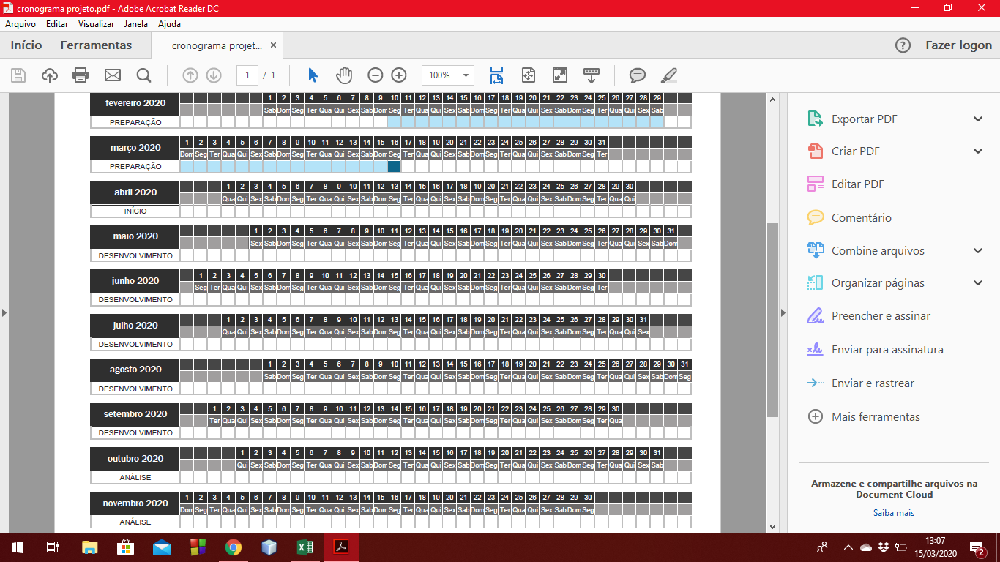 cronograma projeto.pdf - Adobe Acrobat Reader DC
Arquivo Editar Visualizar Janela Ajuda
Início Ferramentas cronograma projet... × ? Fazer logon
1 / 1 100%
fevereiro 2020 1 2 3 4 5 6 7 8 9 10 11 12 13 14 15 16 17 18 19 20 21 22 23 24 25 26 27 28 29
Sab Dom Seg Ter Qua Qui Sex Sab Dom Seg Ter Qua Qui Sex Sab Dom Seg Ter Qua Qui Sex Sab Dom Seg Ter Qua Qui Sex Sab
PREPARAÇÃO
março 2020 1 2 3 4 5 6 7 8 9 10 11 12 13 14 15 16 17 18 19 20 21 22 23 24 25 26 27 28 29 30 31
Dom Seg Ter Qua Qui Sex Sab Dom Seg Ter Qua Qui Sex Sab Dom Seg Ter Qua Qui Sex Sab Dom Seg Ter Qua Qui Sex Sab Dom Seg Ter
PREPARAÇÃO
abril 2020 1 2 3 4 5 6 7 8 9 10 11 12 13 14 15 16 17 18 19 20 21 22 23 24 25 26 27 28 29 30
Qua Qui Sex Sab Dom Seg Ter Qua Qui Sex Sab Dom Seg Ter Qua Qui Sex Sab Dom Seg Ter Qua Qui Sex Sab Dom Seg Ter Qua Qui
INÍCIO
maio 2020 1 2 3 4 5 6 7 8 9 10 11 12 13 14 15 16 17 18 19 20 21 22 23 24 25 26 27 28 29 30 31
Sex Sab Dom Seg Ter Qua Qui Sex Sab Dom Seg Ter Qua Qui Sex Sab Dom Seg Ter Qua Qui Sex Sab Dom Seg Ter Qua Qui Sex Sab Dom
DESENVOLVIMENTO
junho 2020 1 2 3 4 5 6 7 8 9 10 11 12 13 14 15 16 17 18 19 20 21 22 23 24 25 26 27 28 29 30
Seg Ter Qua Qui Sex Sab Dom Seg Ter Qua Qui Sex Sab Dom Seg Ter Qua Qui Sex Sab Dom Seg Ter Qua Qui Sex Sab Dom Seg Ter
DESENVOLVIMENTO
julho 2020 1 2 3 4 5 6 7 8 9 10 11 12 13 14 15 16 17 18 19 20 21 22 23 24 25 26 27 28 29 30 31
Qua Qui Sex Sab Dom Seg Ter Qua Qui Sex Sab Dom Seg Ter Qua Qui Sex Sab Dom Seg Ter Qua Qui Sex Sab Dom Seg Ter Qua Qui Sex
DESENVOLVIMENTO
agosto 2020 1 2 3 4 5 6 7 8 9 10 11 12 13 14 15 16 17 18 19 20 21 22 23 24 25 26 27 28 29 30 31
Sab Dom Seg Ter Qua Qui Sex Sab Dom Seg Ter Qua Qui Sex Sab Dom Seg Ter Qua Qui Sex Sab Dom Seg Ter Qua Qui Sex Sab Dom Seg
DESENVOLVIMENTO
setembro 2020 1 2 3 4 5 6 7 8 9 10 11 12 13 14 15 16 17 18 19 20 21 22 23 24 25 26 27 28 29 30
Ter Qua Qui Sex Sab Dom Seg Ter Qua Qui Sex Sab Dom Seg Ter Qua Qui Sex Sab Dom Seg Ter Qua Qui Sex Sab Dom Seg Ter Qua
DESENVOLVIMENTO
outubro 2020 1 2 3 4 5 6 7 8 9 10 11 12 13 14 15 16 17 18 19 20 21 22 23 24 25 26 27 28 29 30 31
Qui Sex Sab Dom Seg Ter Qua Qui Sex Sab Dom Seg Ter Qua Qui Sex Sab Dom Seg Ter Qua Qui Sex Sab Dom Seg Ter Qua Qui Sex Sab
ANÁLISE
novembro 2020 1 2 3 4 5 6 7 8 9 10 11 12 13 14 15 16 17 18 19 20 21 22 23 24 25 26 27 28 29 30
Dom Seg Ter Qua Qui Sex Sab Dom Seg Ter Qua Qui Sex Sab Dom Seg Ter Qua Qui Sex Sab Dom Seg Ter Qua Qui Sex Sab Dom Seg
ANÁLISE
Exportar PDF
Criar PDF
Editar PDF
Comentário
Combine arquivos
Organizar páginas
Preencher e assinar
Enviar para assinatura
Enviar e rastrear
Mais ferramentas
Armazene e compartilhe arquivos na
Document Cloud
Saiba mais
13:07
15/03/2020
2